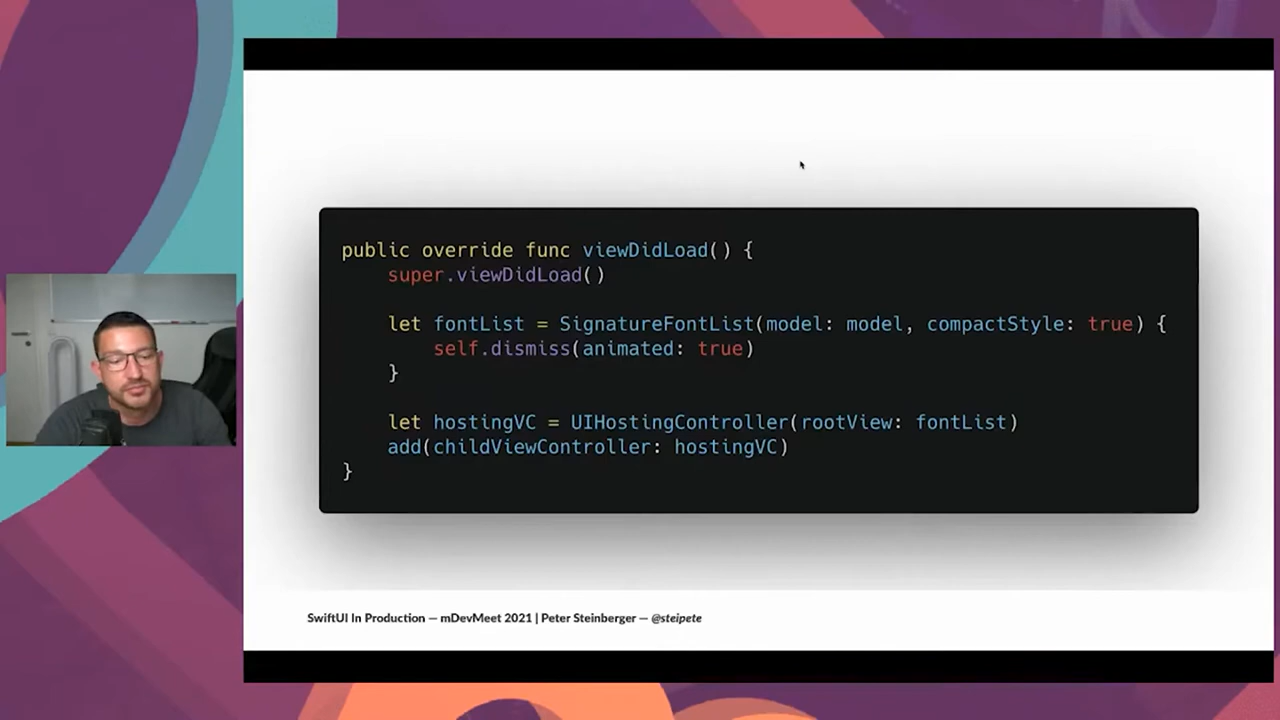 public override func viewDidLoad() {
super.viewDidLoad()
let fontList = SignatureFontList(model: model, compactStyle: true) {
self.dismiss(animated: true)
}
let hostingVC = UIHostingController(rootView: fontList)
add(childViewController: hostingVC)
}
SwiftUI In Production — mDevMeet 2021 | Peter Steinberger — @steipete